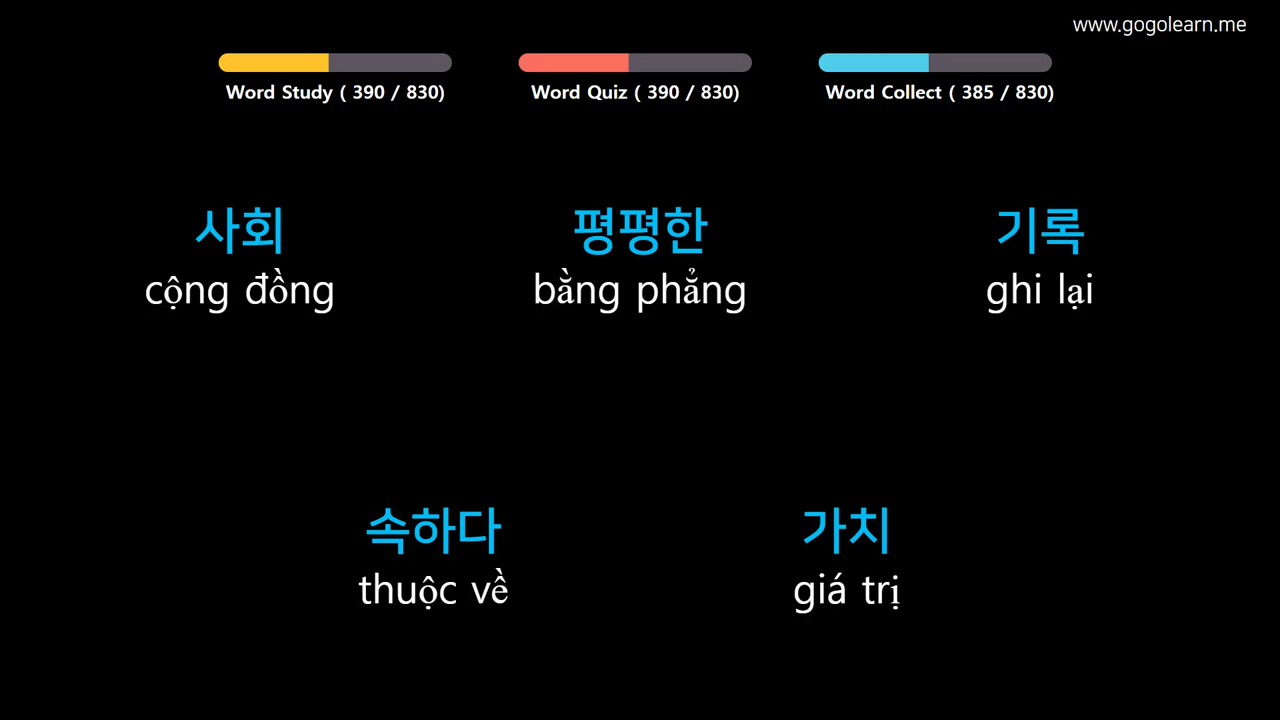 www.gogolearn.me
Word Study ( 390 / 830)
Word Quiz ( 390 / 830)
Word Collect ( 385 / 830)
사회
cộng đồng
평평한
bằng phẳng
기록
ghi lại
속하다
thuộc về
가치
giá trị